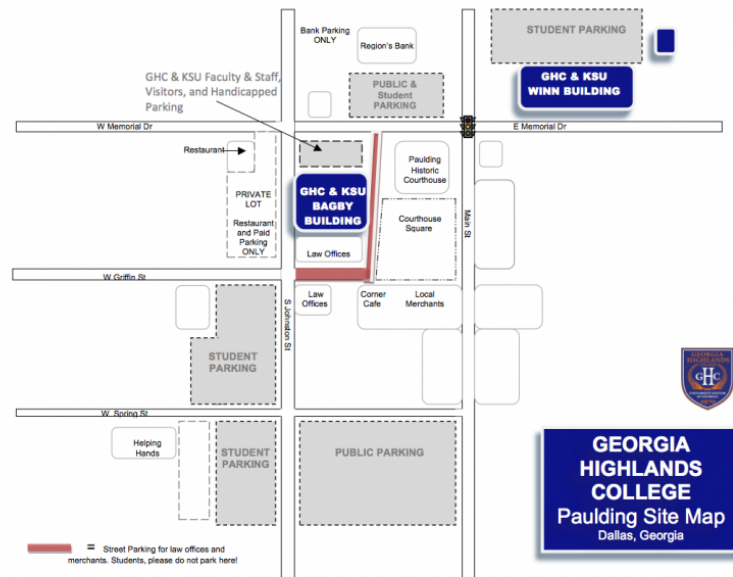 Bank Parking
ONLY
Region's Bank
STUDENT PARKING
GHC & KSU
WINN BUILDING
GHC & KSU Faculty & Staff,
Visitors, and Handicapped
Parking
PUBLIC &
Student
PARKING
W Memorial Dr
E Memorial Dr
Restaurant
PRIVATE
LOT
Restaurant
and Paid
Parking
ONLY
GHC & KSU
BAGBY
BUILDING
Law Offices
Paulding
Historic
Courthouse
Courthouse
Square
Main St
W. Griffin St
S Johnston St
Law
Offices
Corner
Cafe
Local
Merchants
STUDENT
PARKING
W. Spring St
Helping
Hands
STUDENT
PARKING
PUBLIC PARKING
GEORGIA
HIGHLANDS
GHC
GEORGIA
HIGHLANDS
COLLEGE
Paulding Site Map
Dallas, Georgia
= Street Parking for law offices and
merchants. Students, please do not park here!